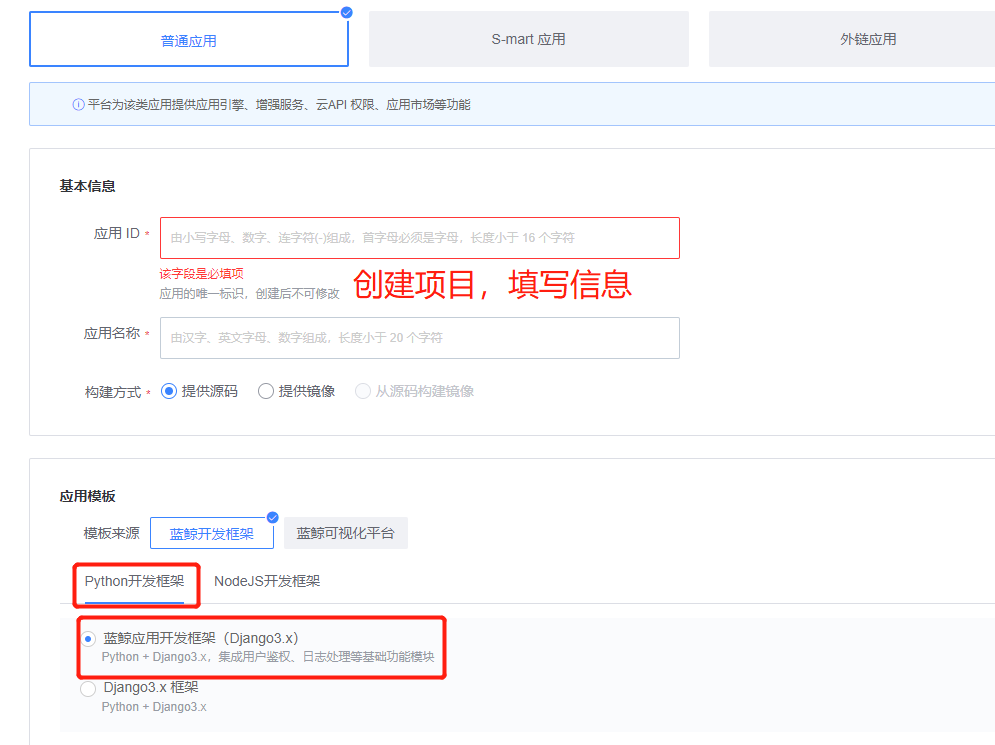 普通应用
S-mart 应用
外链应用
平台为该类应用提供应用引擎、增强服务、云API 权限、应用市场等功能
基本信息
应用 ID *
由小写字母、数字、连字符(-)组成，首字母必须是字母，长度小于 16 个字符
该字段是必填项
应用的唯一标识，创建后不可修改
创建项目，填写信息
应用名称 *
由汉字、英文字母、数字组成，长度小于 20 个字符
构建方式 * 提供源码 提供镜像 从源码构建镜像
应用模板
模板来源 蓝鲸开发框架 蓝鲸可视化平台
Python开发框架 NodeJS开发框架
蓝鲸应用开发框架（Django3.x）
Python + Django3.x，集成用户鉴权、日志处理等基础功能模块
Django3.x 框架
Python + Django3.x